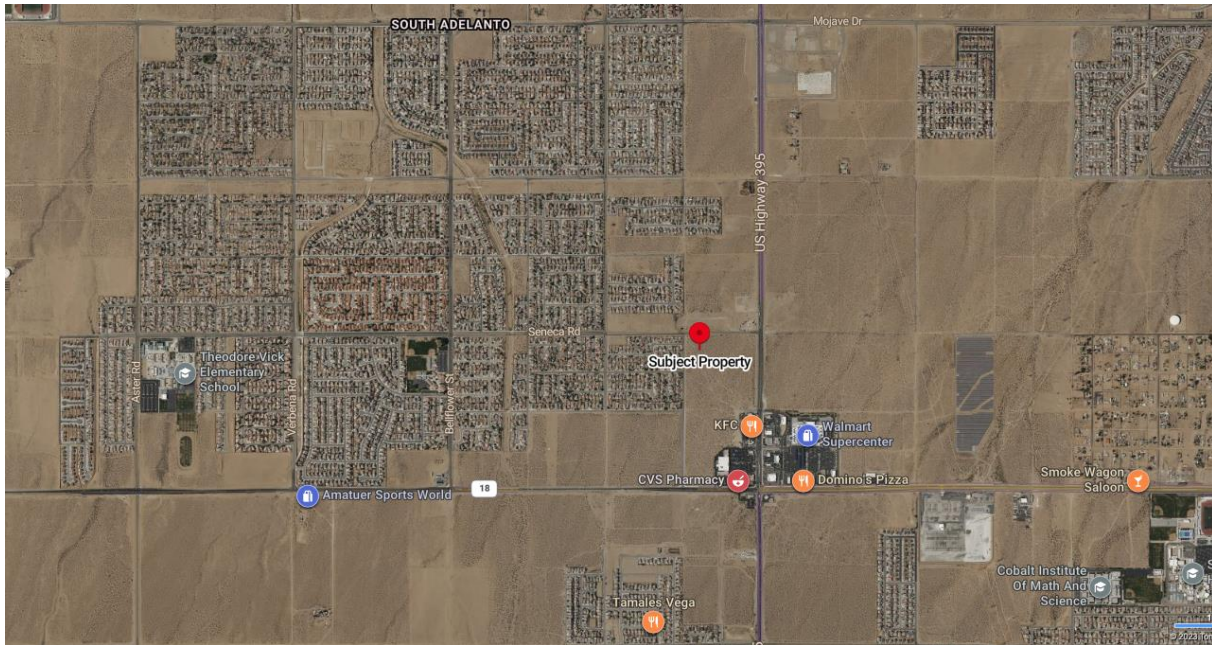 SOUTH ADELANTO
Mojave Dr
US Highway 395
Seneca Rd
Subject Property
Theodore Vick
Elementary
School
Aster Rd
Verbena Rd
Bellflower St
KFC
Walmart
Supercenter
CVS Pharmacy
Domino's Pizza
Smoke Wagon
Saloon
Amatuer Sports World
18
Cobalt Institute
Of Math And
Science
S
Tamales Vega
1
© 2023 Tom